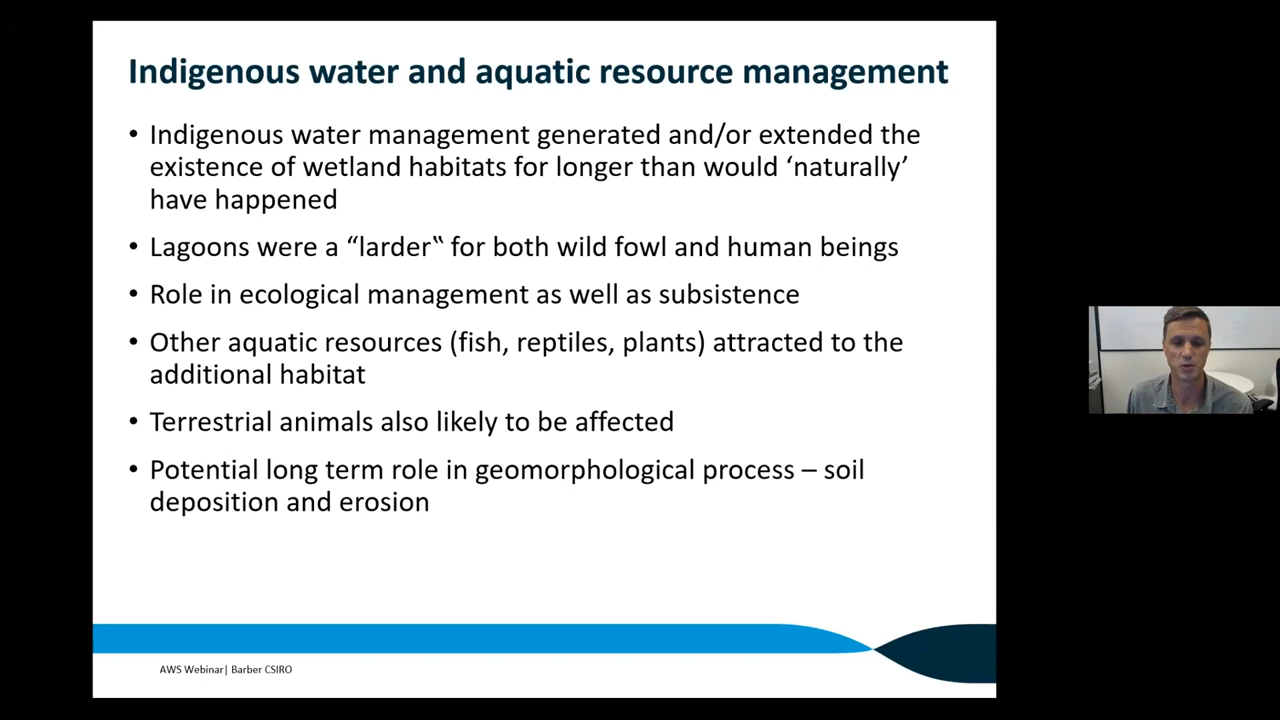 Indigenous water and aquatic resource management
• Indigenous water management generated and/or extended the
existence of wetland habitats for longer than would ‘naturally’
have happened
• Lagoons were a “larder‟ for both wild fowl and human beings
• Role in ecological management as well as subsistence
• Other aquatic resources (fish, reptiles, plants) attracted to the
additional habitat
• Terrestrial animals also likely to be affected
• Potential long term role in geomorphological process – soil
deposition and erosion
AWS Webinar| Barber CSIRO